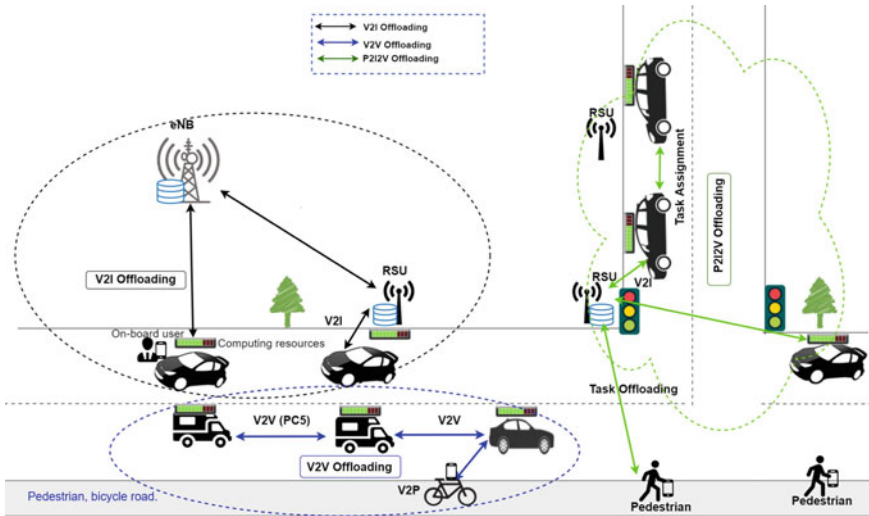 V2I Offloading
V2V Offloading
P2I2V Offloading
eNB
RSU
Task Assignment
P2I2V Offloading
V2I Offloading
RSU
RSU
V2I
V2I
On-board user
Computing resources
Task Offloading
V2V (PC5)
V2V
V2V Offloading
V2P
Pedestrian, bicycle road.
Pedestrian
Pedestrian